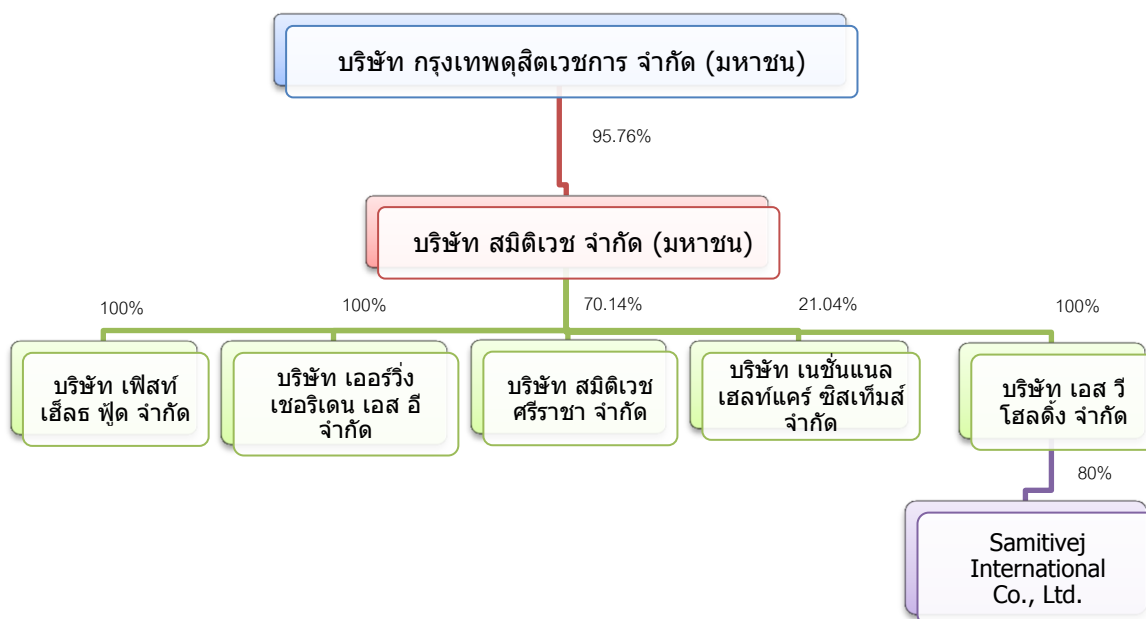 บริษัท กรุงเทพดุสิตเวชการ จำกัด (มหาชน)
95.76%
บริษัท สมิติเวช จำกัด (มหาชน)
100%
100%
70.14%
21.04%
100%
บริษัท เฟิสท์
เฮ็ลธ ฟู้ด จำกัด
บริษัท เออร์วิ่ง
เชอริเดน เอส อี
จำกัด
บริษัท สมิติเวช
ศรีราชา จำกัด
บริษัท เนชั่นแนล
เฮลท์แคร์ ซิสเท็มส์
จำกัด
บริษัท เอส วี
โฮลดิ้ง จำกัด
80%
Samitivej
International
Co., Ltd.